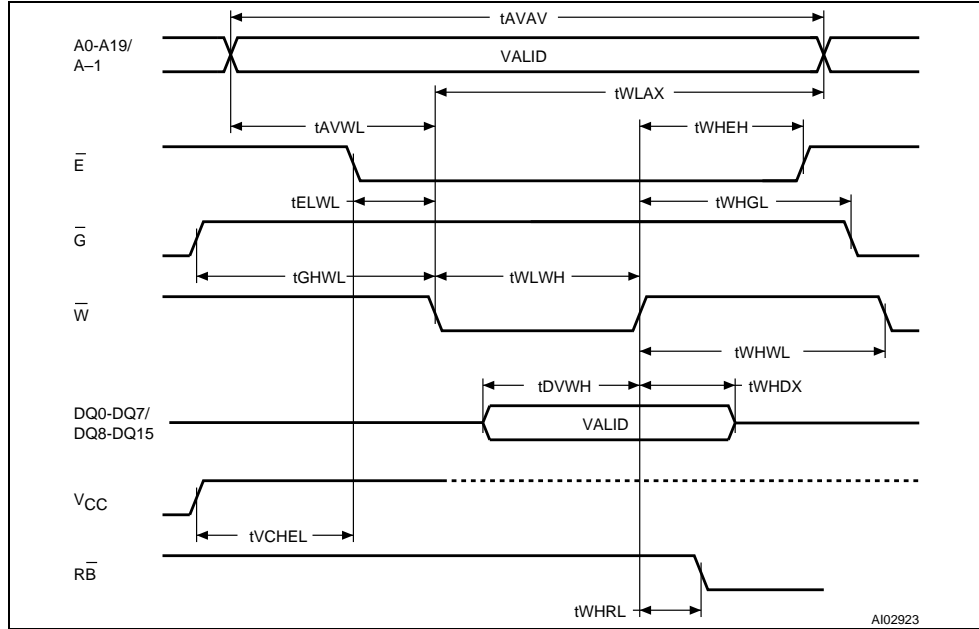 tAVAV
A0-A19/
A–1
VALID
tWLAX
tAVWL
tWHEH
E̅
tELWL
tWHGL
G̅
tGHWL
tWLWH
W̅
tWHWL
tDVWH
tWHDX
DQ0-DQ7/
DQ8-DQ15
VALID
VCC
tVCHEL
RB̅
tWHRL
AI02923